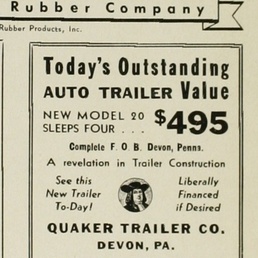 Rubber Company
Rubber Products, Inc.
Today's Outstanding
AUTO TRAILER Value
NEW MODEL 20
SLEEPS FOUR . . . $495
Complete F. O. B. Devon, Penna.
A revelation in Trailer Construction
See this
New Trailer
To-Day!
Liberally
Financed
if Desired
QUAKER TRAILER CO.
DEVON, PA.